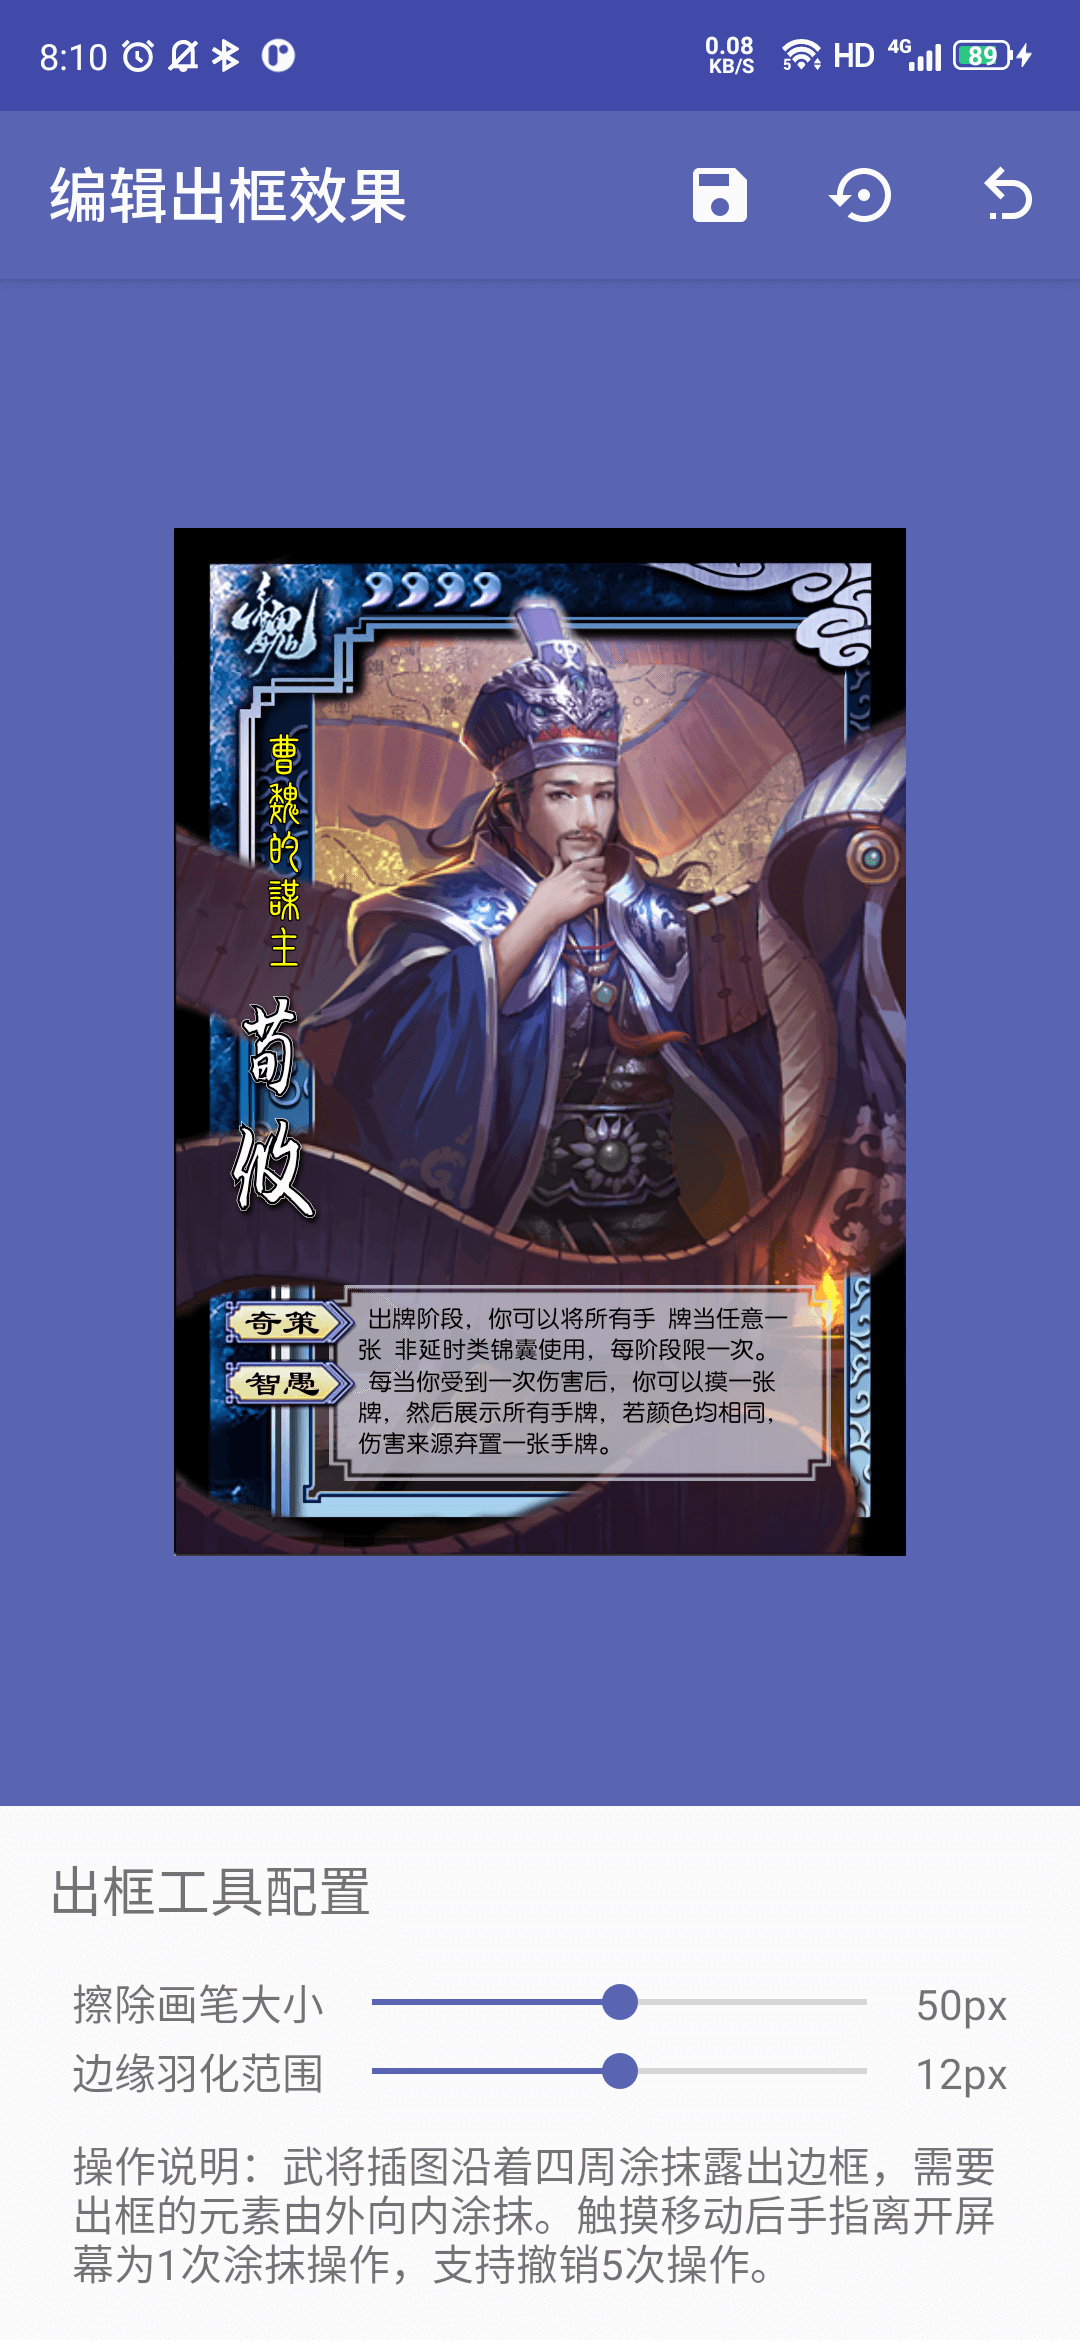 8:10
0.08
KB/S
5
HD
4G
89
编辑出框效果
魏
曹魏的謀主
荀攸
奇策
出牌阶段，你可以将所有手 牌当任意一
张 非延时类锦囊使用，每阶段限一次。
智愚
每当你受到一次伤害后，你可以摸一张
牌，然后展示所有手牌，若颜色均相同，
伤害来源弃置一张手牌。
出框工具配置
擦除画笔大小
50px
边缘羽化范围
12px
操作说明：武将插图沿着四周涂抹露出边框，需要
出框的元素由外向内涂抹。触摸移动后手指离开屏
幕为1次涂抹操作，支持撤销5次操作。